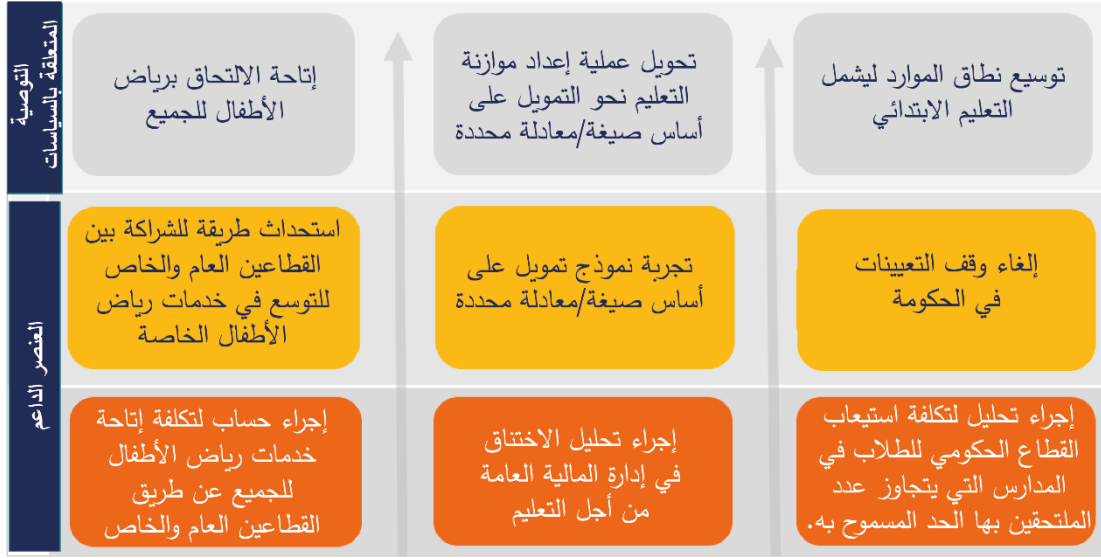 التوصية
المتعلقة بالسياسات
توسيع نطاق الموارد ليشمل
التعليم الابتدائي
تحويل عملية إعداد موازنة
التعليم نحو التمويل على
أساس صيغة/معادلة محددة
إتاحة الالتحاق برياض
الأطفال للجميع
العنصر الداعم
إلغاء وقف التعيينات
في الحكومة
تجربة نموذج تمويل على
أساس صيغة/معادلة محددة
استحداث طريقة للشراكة بين
القطاعين العام والخاص
للتوسع في خدمات رياض
الأطفال الخاصة
إجراء تحليل لتكلفة استيعاب
القطاع الحكومي للطلاب في
المدارس التي يتجاوز عدد
الملتحقين بها الحد المسموح به.
إجراء تحليل الاختناق
في إدارة المالية العامة
من أجل التعليم
إجراء حساب لتكلفة إتاحة
خدمات رياض الأطفال
للجميع عن طريق
القطاعين العام والخاص